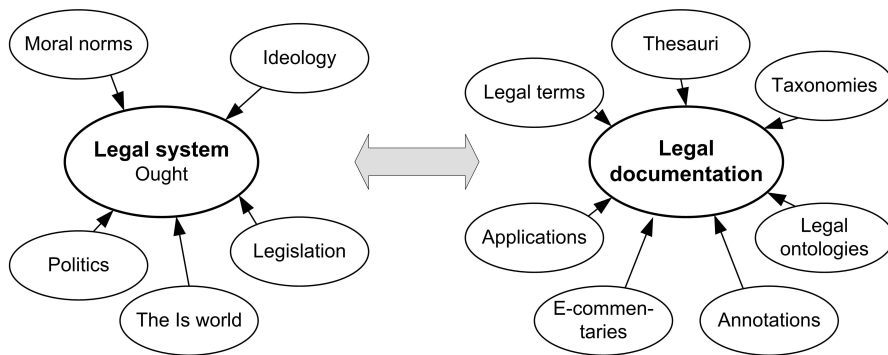 Moral norms
Ideology
Legal system
Ought
Politics
Legislation
The Is world
Thesauri
Legal terms
Taxonomies
Legal
documentation
Applications
Legal
ontologies
E-commen-
taries
Annotations